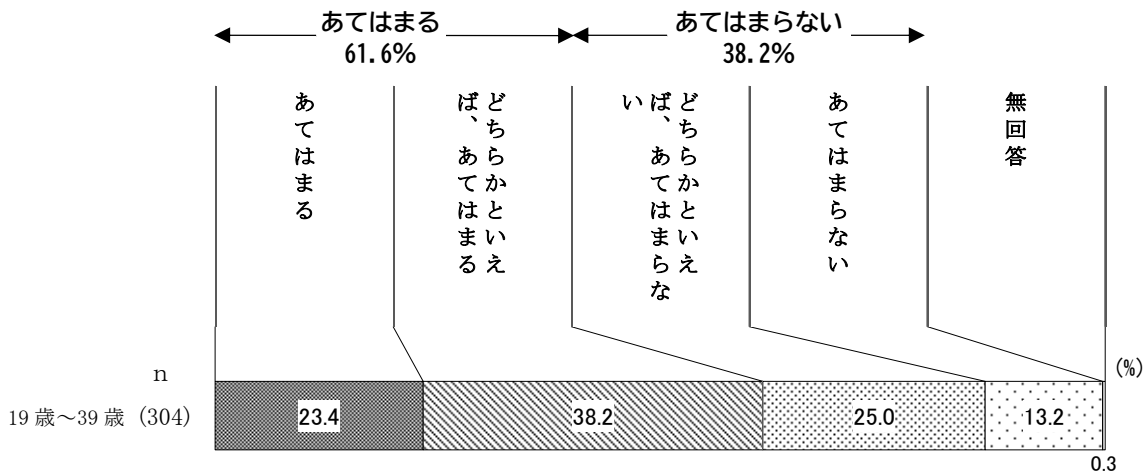 あてはまる
61.6%
あてはまらない
38.2%
あてはまる
どちらかといえ
ば、あてはまる
どちらかといえ
ば、あてはまらな
い
あてはまらない
無回答
(%)
n
19歳～39歳 (304)
23.4
38.2
25.0
13.2
0.3